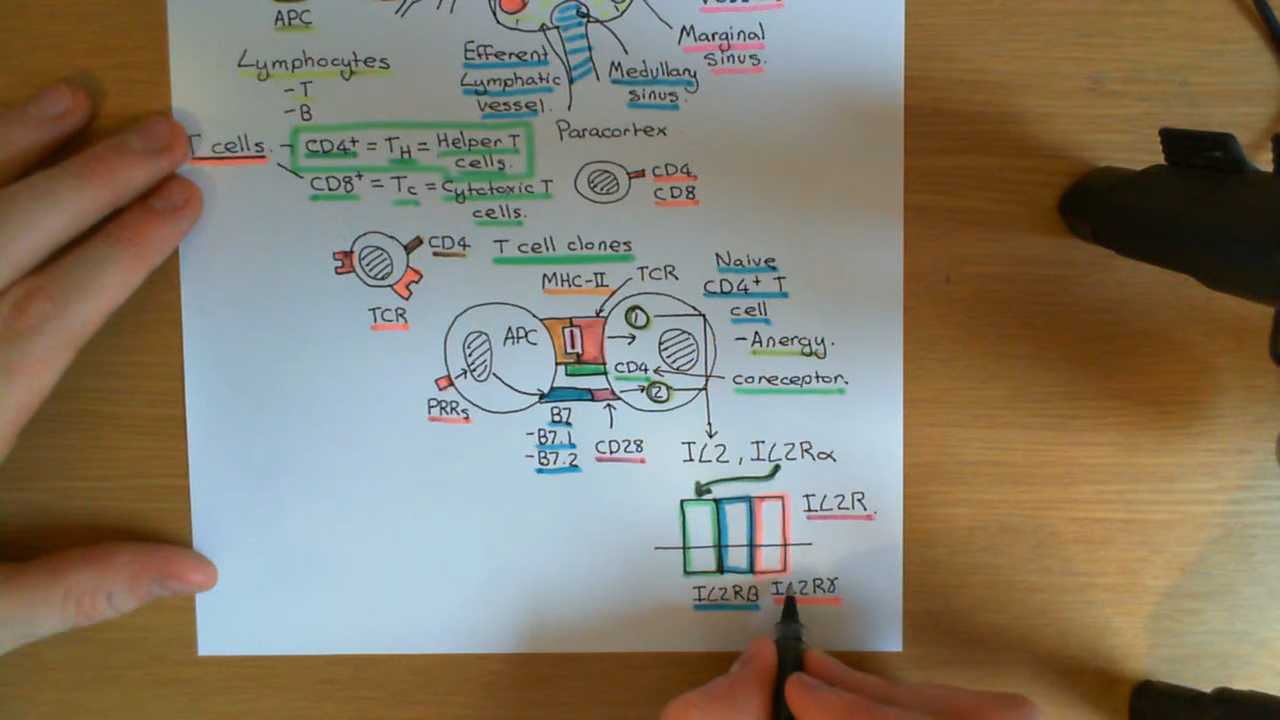 APC
Lymphocytes
-T
-B
Efferent
Lymphatic
vessel.
Medullary
sinus.
Marginal
sinus.
Paracortex
T cells. - CD4⁺ = TH = Helper T
cells.
CD8⁺ = Tc = Cytotoxic T
cells.
CD4
CD8
CD4
TCR
T cell clones
MHC-II
TCR
Naive
CD4⁺ T
cell
-Anergy.
APC
1
CD4
coreceptor.
2
PRRs
B7
-B7.1
-B7.2
CD28
IL2, IL2Rα
IL2R.
IL2Rβ
IL2Rγ